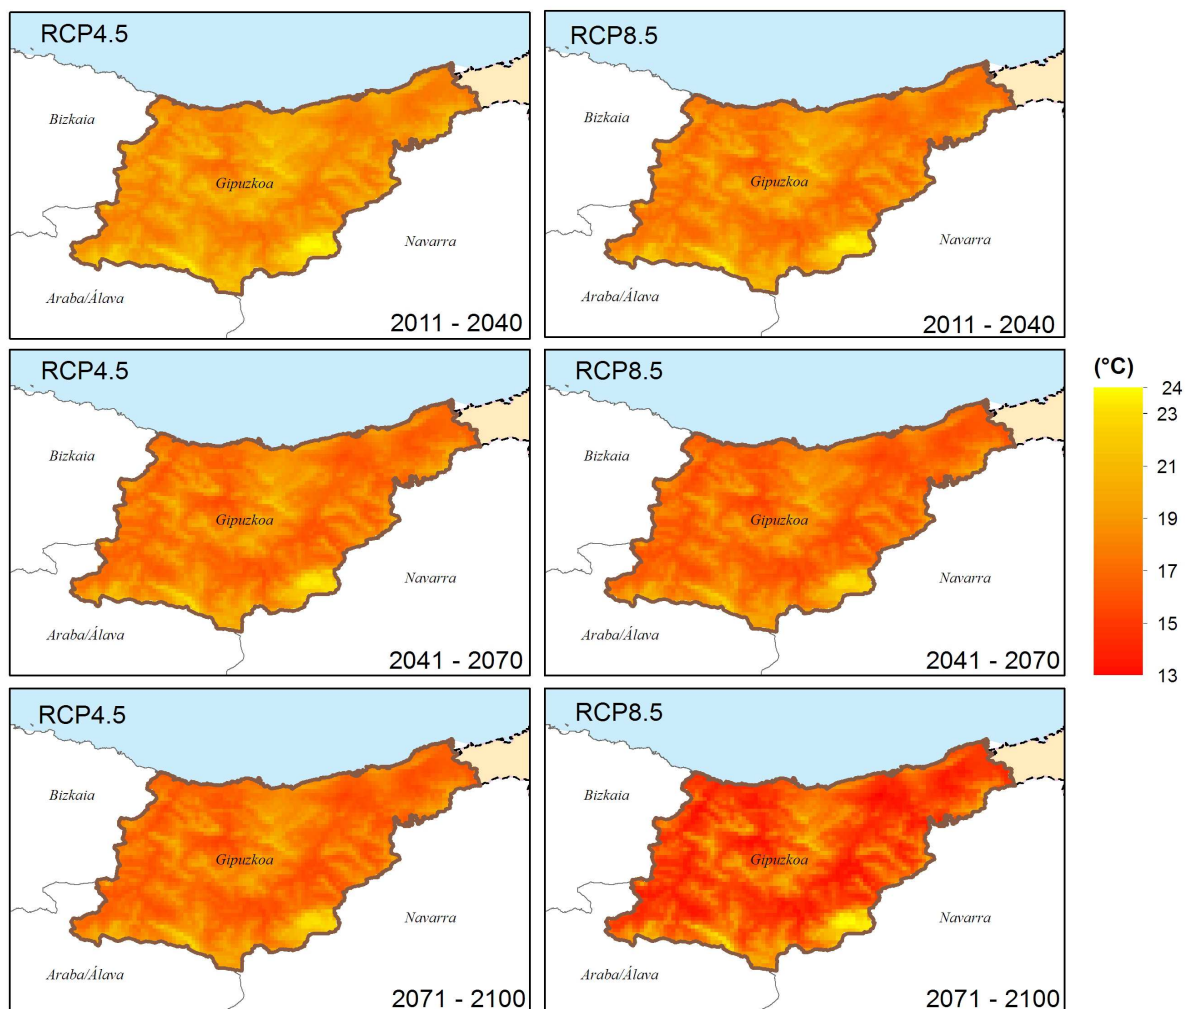 RCP4.5
Bizkaia
Gipuzkoa
Navarra
Araba/Álava
2011 - 2040
RCP8.5
Bizkaia
Gipuzkoa
Navarra
Araba/Álava
2011 - 2040
RCP4.5
Bizkaia
Gipuzkoa
Navarra
Araba/Álava
2041 - 2070
RCP8.5
Bizkaia
Gipuzkoa
Navarra
Araba/Álava
2041 - 2070
(°C)
24
23
21
19
17
15
13
RCP4.5
Bizkaia
Gipuzkoa
Navarra
Araba/Álava
2071 - 2100
RCP8.5
Bizkaia
Gipuzkoa
Navarra
Araba/Álava
2071 - 2100